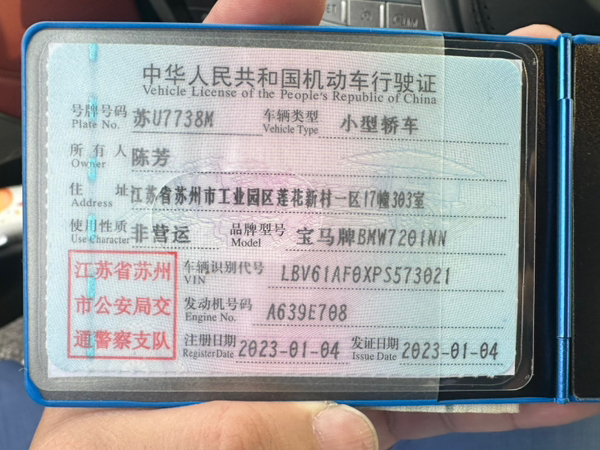 中华人民共和国机动车行驶证
Vehicle License of the People's Republic of China
号牌号码 苏U7738M 车辆类型 小型轿车
Plate No. Vehicle Type
所有人 陈芳
Owner
住址 江苏省苏州市工业园区莲花新村一区17幢303室
Address
使用性质 非营运 品牌型号 宝马牌BMW7201NN
Use Character Model
江苏省苏州
市公安局交
通警察支队
车辆识别代号 LBV61AF0XPS573021
VIN
发动机号码 A639E708
Engine No.
注册日期 2023-01-04 发证日期 2023-01-04
Register Date Issue Date